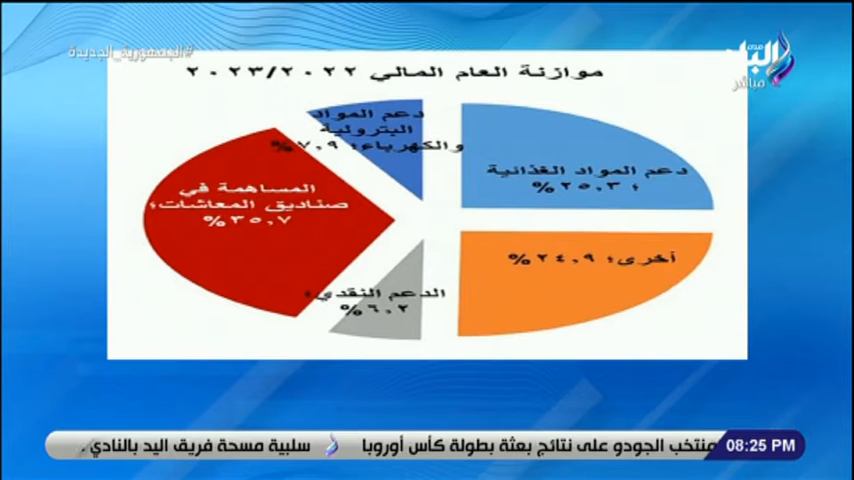 #الجمهورية_الجديدة
صدى
البلد
مباشر
موازنة العام المالي ٢٠٢٣/٢٠٢٢
دعم المواد
البترولية
والكهرباء؛ ٧,٩%
دعم المواد الغذائية
؛ ٢٥,٣%
المساهمة في
صناديق المعاشات؛
٣٥,٧%
أخرى؛ ٢٤,٩%
الدعم النقدي؛
٦,٢%
08:25 PM
منتخب الجودو على نتائج بعثة بطولة كأس أوروبا سلبية مسحة فريق اليد بالنادي